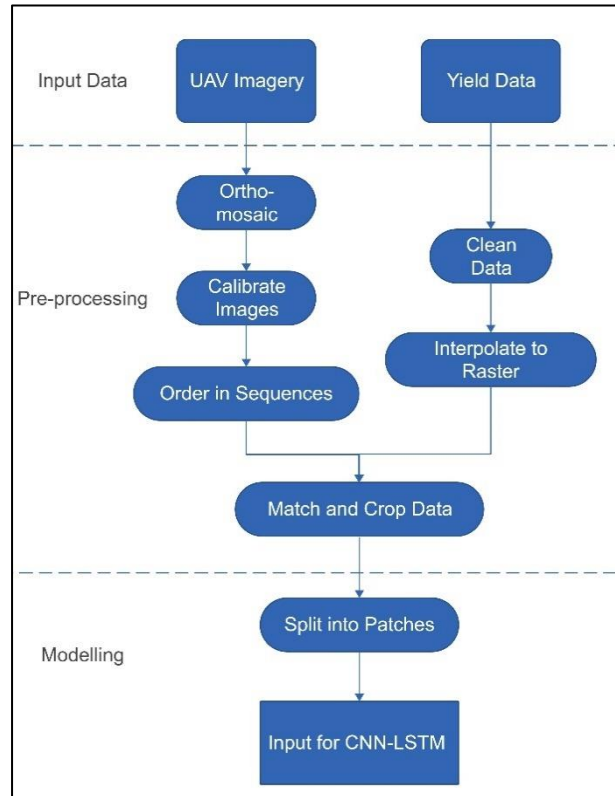 Input Data
UAV Imagery
Yield Data
Ortho-
mosaic
Clean
Data
Pre-processing
Calibrate
Images
Interpolate to
Raster
Order in Sequences
Match and Crop Data
Split into Patches
Modelling
Input for CNN-LSTM